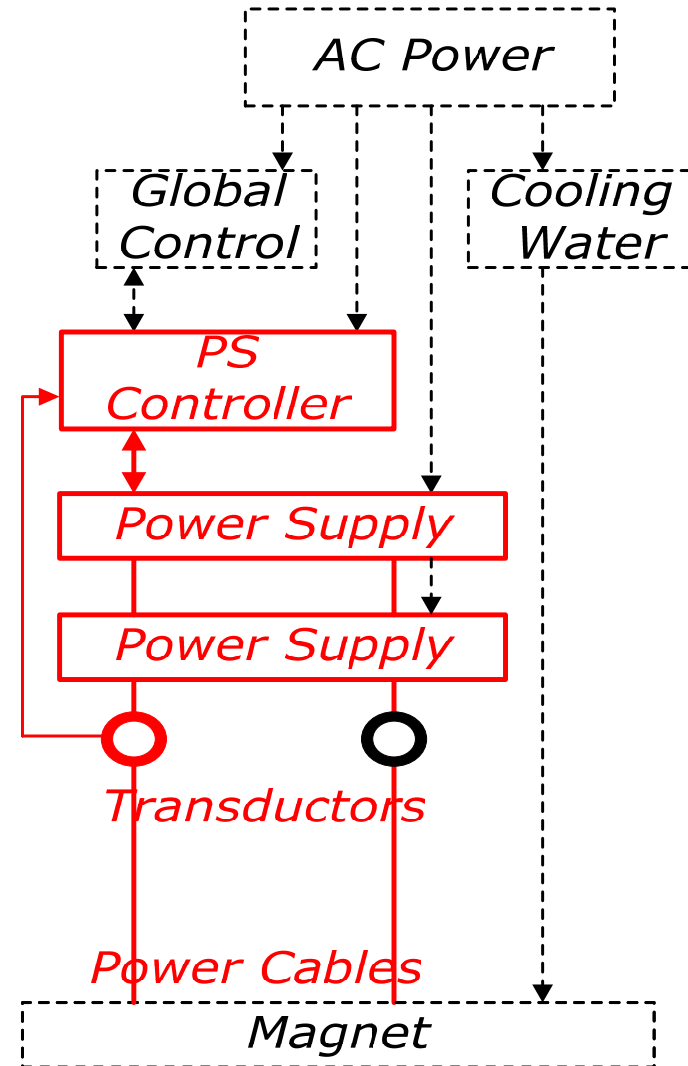 AC Power
Global
Control
Cooling
Water
PS
Controller
Power Supply
Power Supply
Transductors
Power Cables
Magnet